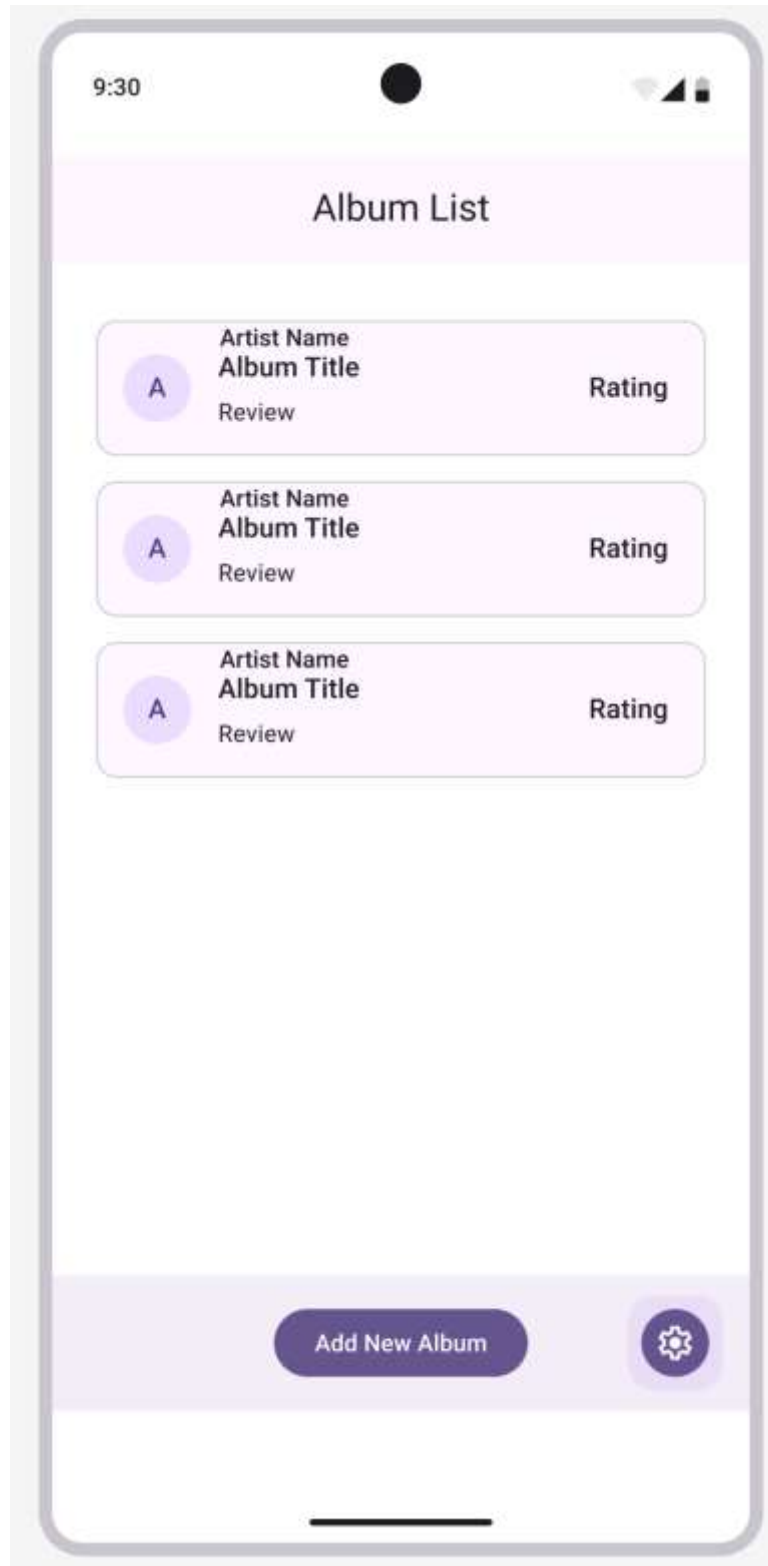 9:30
Album List
Artist Name
Album Title
Review
Rating
A
Artist Name
Album Title
Review
Rating
A
Artist Name
Album Title
Review
Rating
A
Add New Album